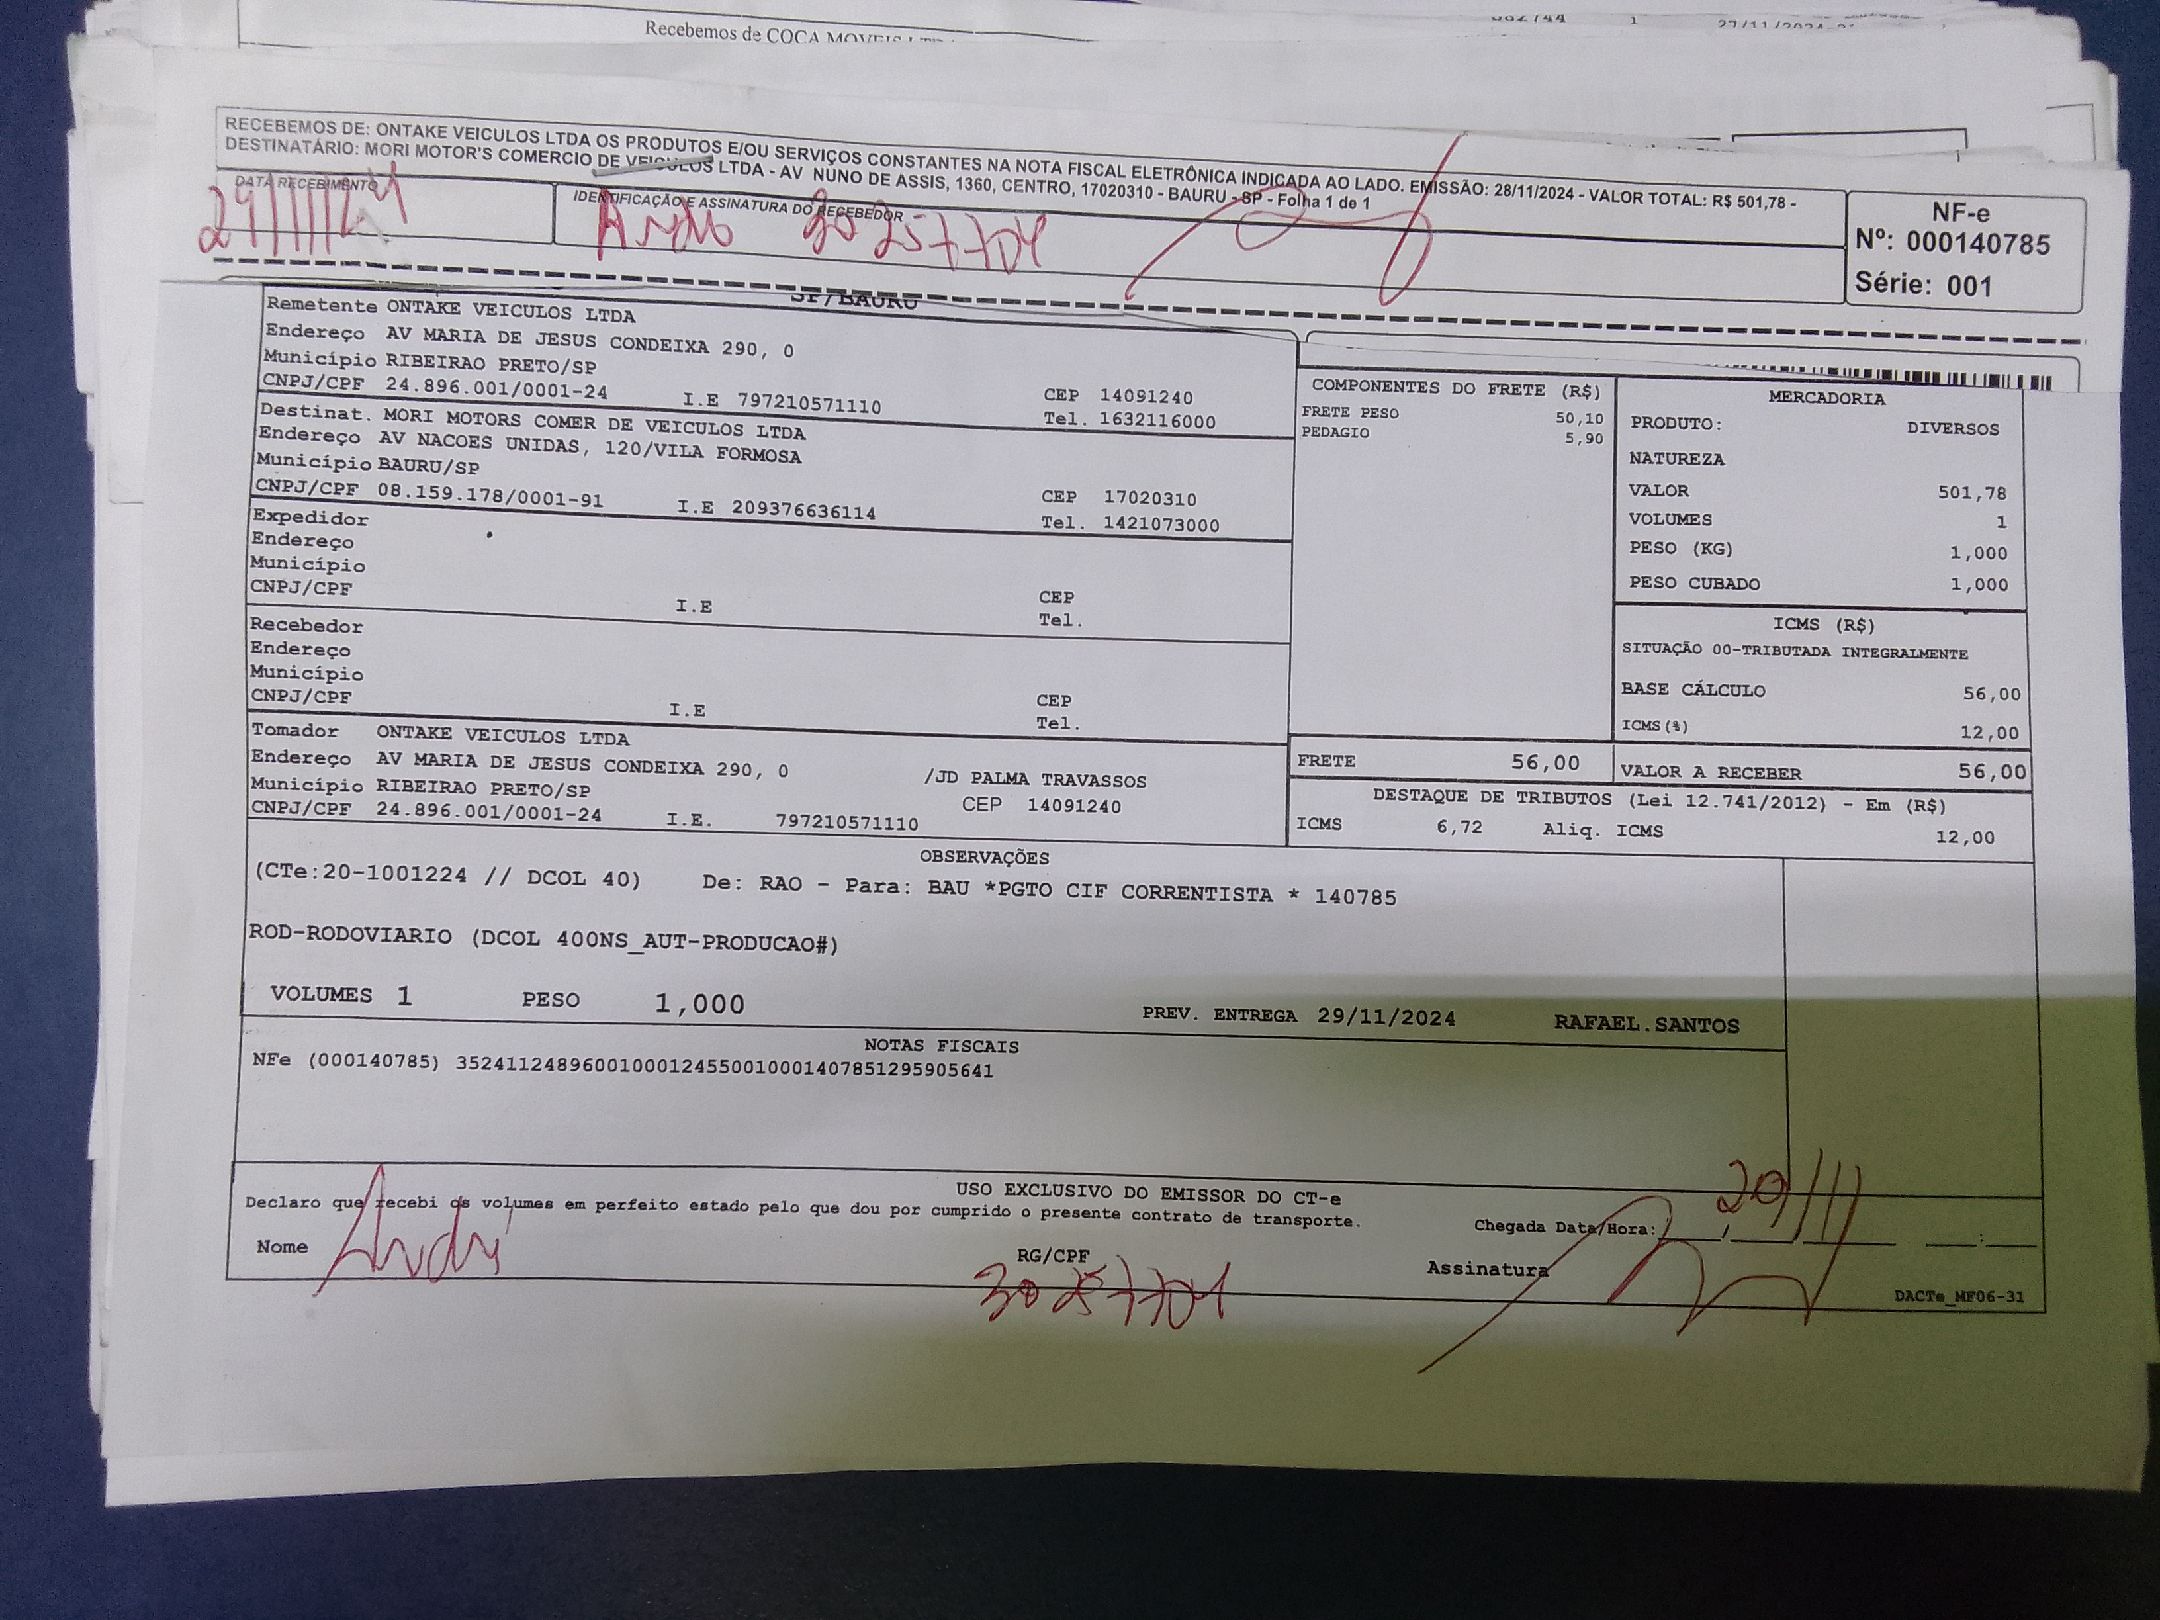 Recebemos de COCA MOVEIS
1
RECEBEMOS DE: ONTAKE VEICULOS LTDA OS PRODUTOS E/OU SERVIÇOS CONSTANTES NA NOTA FISCAL ELETRÔNICA INDICADA AO LADO. EMISSÃO: 28/11/2024 - VALOR TOTAL: R$ 501,78 -
DESTINATÁRIO: MORI MOTOR'S COMERCIO DE VEICULOS LTDA - AV NUNO DE ASSIS, 1360, CENTRO, 17020310 - BAURU - SP - Folha 1 de 1
DATA RECEBIMENTO
IDENTIFICAÇÃO E ASSINATURA DO RECEBEDOR
29/11/24
NF-e
Nº: 000140785
Série: 001
SP/BAURU
Remetente ONTAKE VEICULOS LTDA
Endereço AV MARIA DE JESUS CONDEIXA 290, 0
Município RIBEIRAO PRETO/SP CEP 14091240
CNPJ/CPF 24.896.001/0001-24 I.E 797210571110 Tel. 1632116000
Destinat. MORI MOTORS COMER DE VEICULOS LTDA
Endereço AV NACOES UNIDAS, 120/VILA FORMOSA
Município BAURU/SP CEP 17020310
CNPJ/CPF 08.159.178/0001-91 I.E 209376636114 Tel. 1421073000
Expedidor
Endereço
Município CEP
CNPJ/CPF I.E Tel.
Recebedor
Endereço
Município CEP
CNPJ/CPF I.E Tel.
Tomador ONTAKE VEICULOS LTDA
Endereço AV MARIA DE JESUS CONDEIXA 290, 0 /JD PALMA TRAVASSOS
Município RIBEIRAO PRETO/SP CEP 14091240
CNPJ/CPF 24.896.001/0001-24 I.E. 797210571110
COMPONENTES DO FRETE (R$)
FRETE PESO 50,10
PEDAGIO 5,90
FRETE 56,00
MERCADORIA
PRODUTO: DIVERSOS
NATUREZA
VALOR 501,78
VOLUMES 1
PESO (KG) 1,000
PESO CUBADO 1,000
ICMS (R$)
SITUAÇÃO 00-TRIBUTADA INTEGRALMENTE
BASE CÁLCULO 56,00
ICMS(%) 12,00
VALOR A RECEBER 56,00
DESTAQUE DE TRIBUTOS (Lei 12.741/2012) - Em (R$)
ICMS 6,72 Aliq. ICMS 12,00
OBSERVAÇÕES
(CTe:20-1001224 // DCOL 40) De: RAO - Para: BAU *PGTO CIF CORRENTISTA * 140785
ROD-RODOVIARIO (DCOL 400NS_AUT-PRODUCAO#)
VOLUMES 1 PESO 1,000 PREV. ENTREGA 29/11/2024 RAFAEL.SANTOS
NOTAS FISCAIS
NFe (000140785) 35241124896001000124550010001407851295905641
USO EXCLUSIVO DO EMISSOR DO CT-e
Declaro que recebi os volumes em perfeito estado pelo que dou por cumprido o presente contrato de transporte.
Chegada Data/Hora: / / :
Nome André RG/CPF Assinatura
DACTe_MF06-31